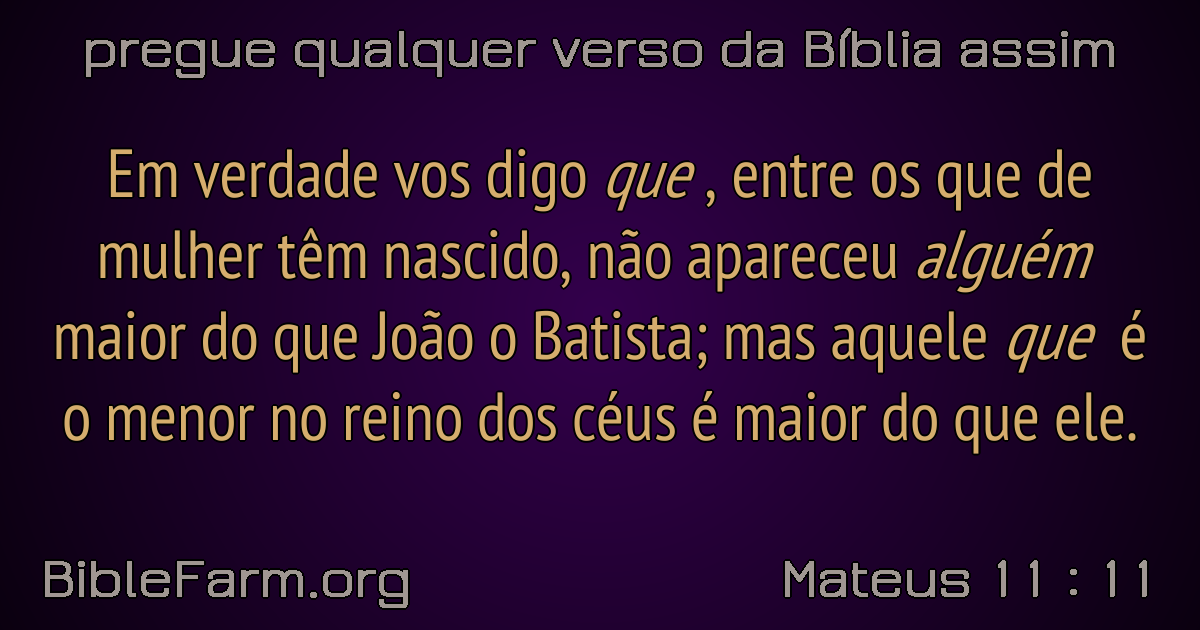 pregue qualquer verso da Bíblia assim
Em verdade vos digo que , entre os que de
mulher têm nascido, não apareceu alguém
maior do que João o Batista; mas aquele que é
o menor no reino dos céus é maior do que ele.
BibleFarm.org
Mateus 11 : 11